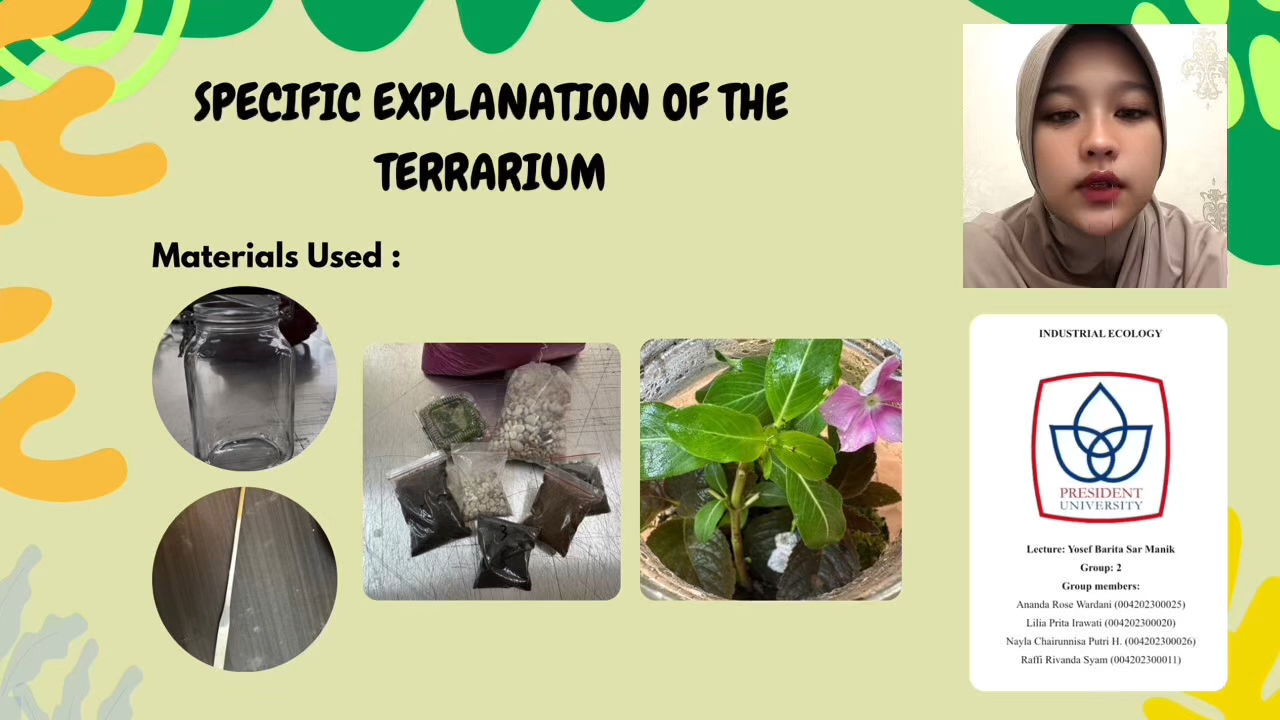 SPECIFIC EXPLANATION OF THE
TERRARIUM
Materials Used :
INDUSTRIAL ECOLOGY
PRESIDENT
UNIVERSITY
Lecture: Yosef Barita Sar Manik
Group: 2
Group members:
Ananda Rose Wardani (004202300025)
Lilia Prita Irawati (004202300020)
Nayla Chairunnisa Putri H. (004202300026)
Raffi Rivanda Syam (004202300011)